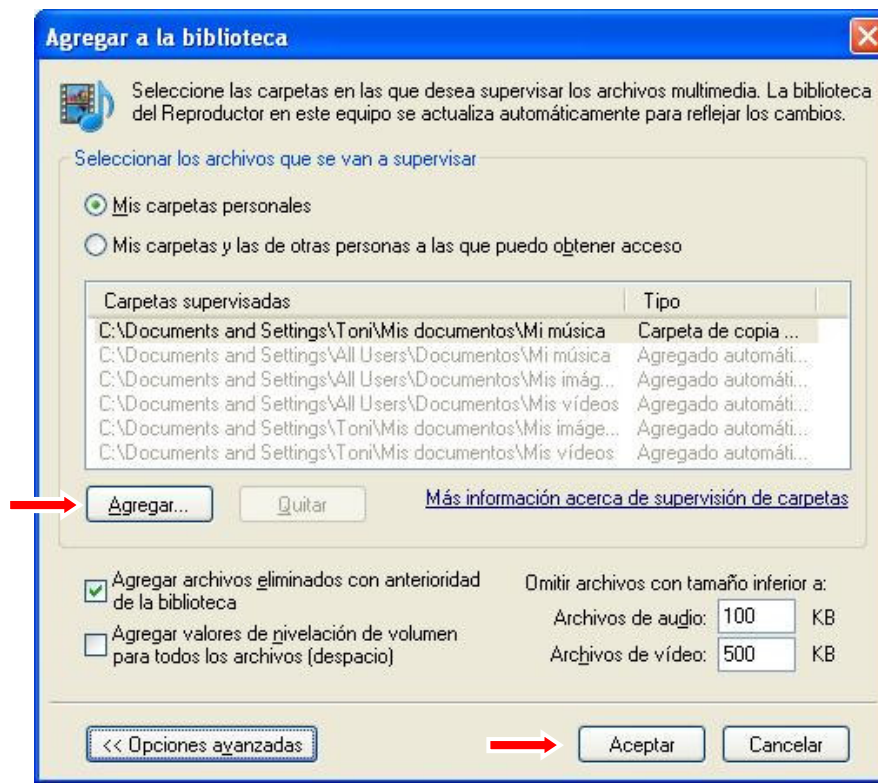 Agregar a la biblioteca
Seleccione las carpetas en las que desea supervisar los archivos multimedia. La biblioteca
del Reproductor en este equipo se actualiza automáticamente para reflejar los cambios.
Seleccionar los archivos que se van a supervisar
Mis carpetas personales
Mis carpetas y las de otras personas a las que puedo obtener acceso
Carpetas supervisadas Tipo
C:\Documents and Settings\Toni\Mis documentos\Mi música Carpeta de copia ...
C:\Documents and Settings\All Users\Documentos\Mi música Agregado automáti...
C:\Documents and Settings\All Users\Documentos\Mis imág... Agregado automáti...
C:\Documents and Settings\All Users\Documentos\Mis vídeos Agregado automáti...
C:\Documents and Settings\Toni\Mis documentos\Mis imáge... Agregado automáti...
C:\Documents and Settings\Toni\Mis documentos\Mis vídeos Agregado automáti...
Agregar... Quitar Más información acerca de supervisión de carpetas
Agregar archivos eliminados con anterioridad
de la biblioteca
Agregar valores de nivelación de volumen
para todos los archivos (despacio)
Omitir archivos con tamaño inferior a:
Archivos de audio: 100 KB
Archivos de vídeo: 500 KB
<< Opciones avanzadas Aceptar Cancelar